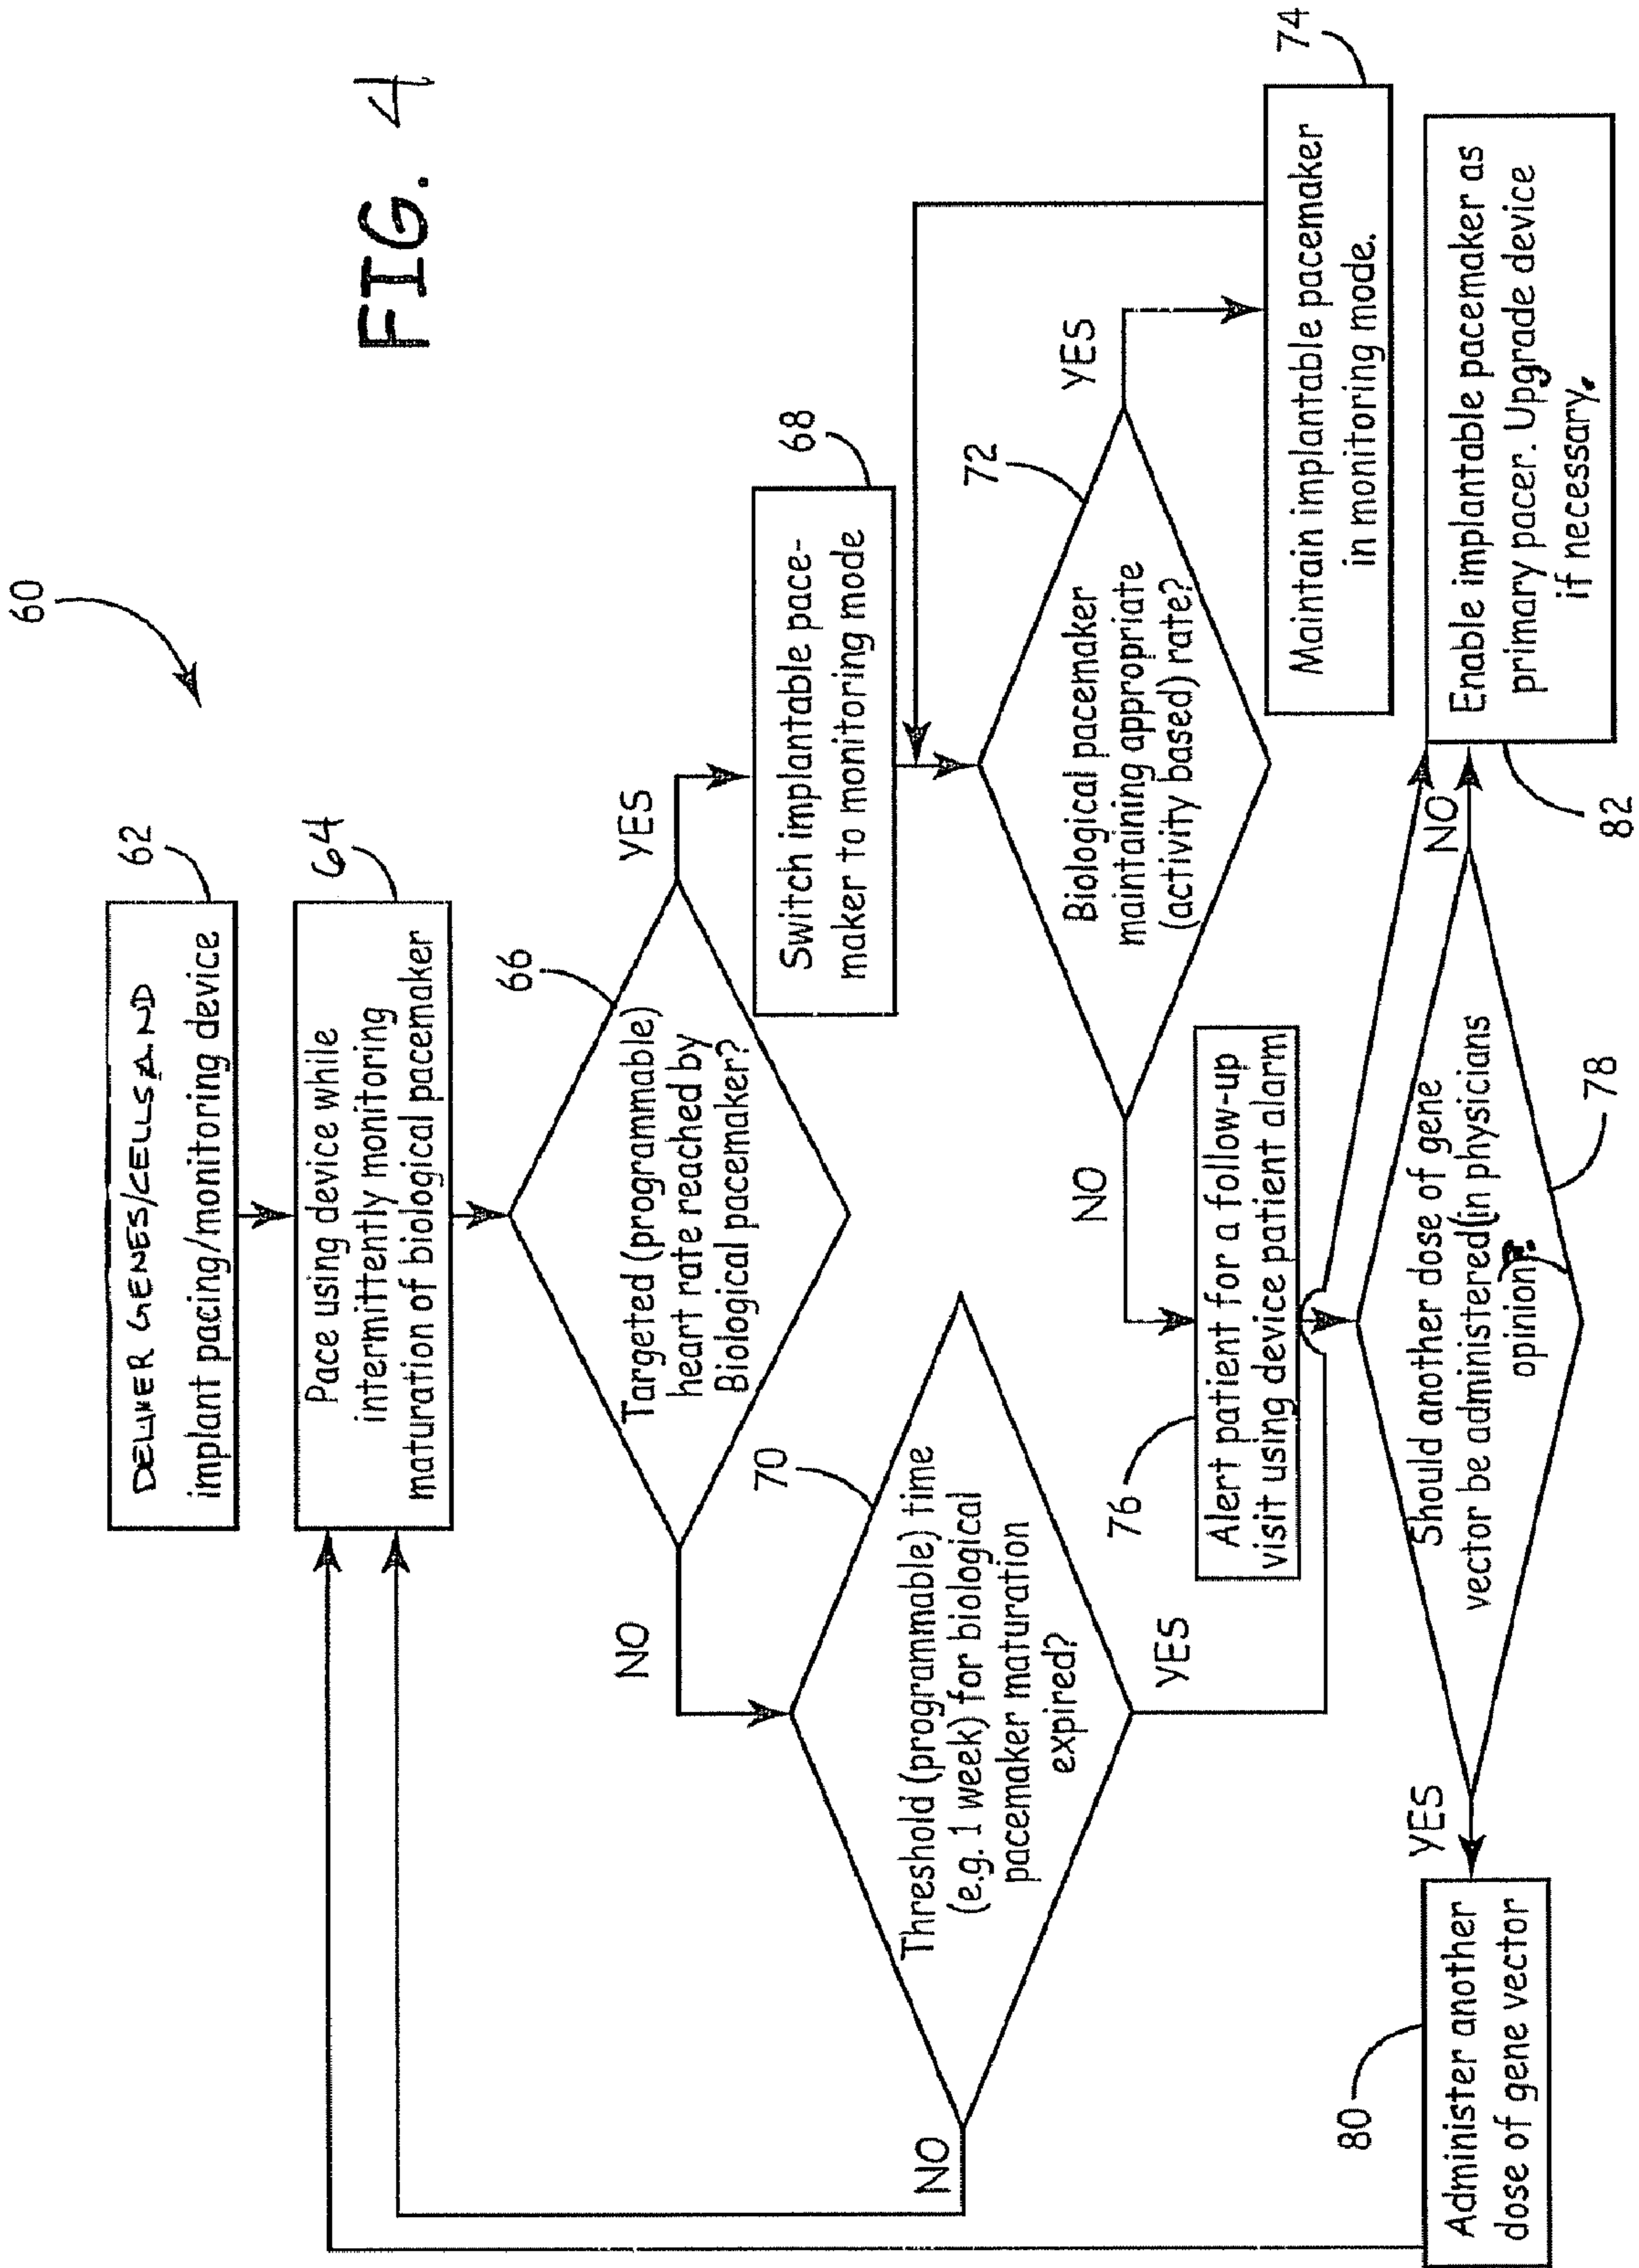 60
FIG. 4
DELIVER GENES/CELLS AND
implant pacing/monitoring device
62
Pace using device while
intermittently monitoring
maturation of biological pacemaker
64
Targeted (programmable)
heart rate reached by
Biological pacemaker?
66
NO
YES
Switch implantable pace-
maker to monitoring mode
68
Threshold (programmable) time
(e.g. 1 week) for biological
pacemaker maturation
expired?
70
NO
YES
Biological pacemaker
maintaining appropriate
(activity based) rate?
72
NO
YES
Maintain implantable pacemaker
in monitoring mode.
74
Alert patient for a follow-up
visit using device patient alarm
76
Should another dose of gene
vector be administered(in physicians
opinion?
78
YES
NO
Administer another
dose of gene vector
80
Enable implantable pacemaker as
primary pacer. Upgrade device
if necessary.
82